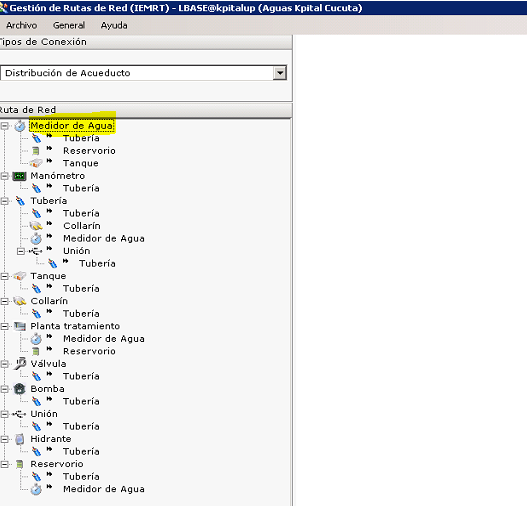 Gestión de Rutas de Red (IEMRT) - LBASE@kpitalup (Aguas Kpital Cucuta)
Archivo General Ayuda
Tipos de Conexión
Distribución de Acueducto
Ruta de Red
Medidor de Agua
Tubería
Reservorio
Tanque
Manómetro
Tubería
Tubería
Tubería
Collarín
Medidor de Agua
Unión
Tubería
Tanque
Tubería
Collarín
Tubería
Planta tratamiento
Medidor de Agua
Reservorio
Válvula
Tubería
Bomba
Tubería
Unión
Tubería
Hidrante
Tubería
Reservorio
Tubería
Medidor de Agua